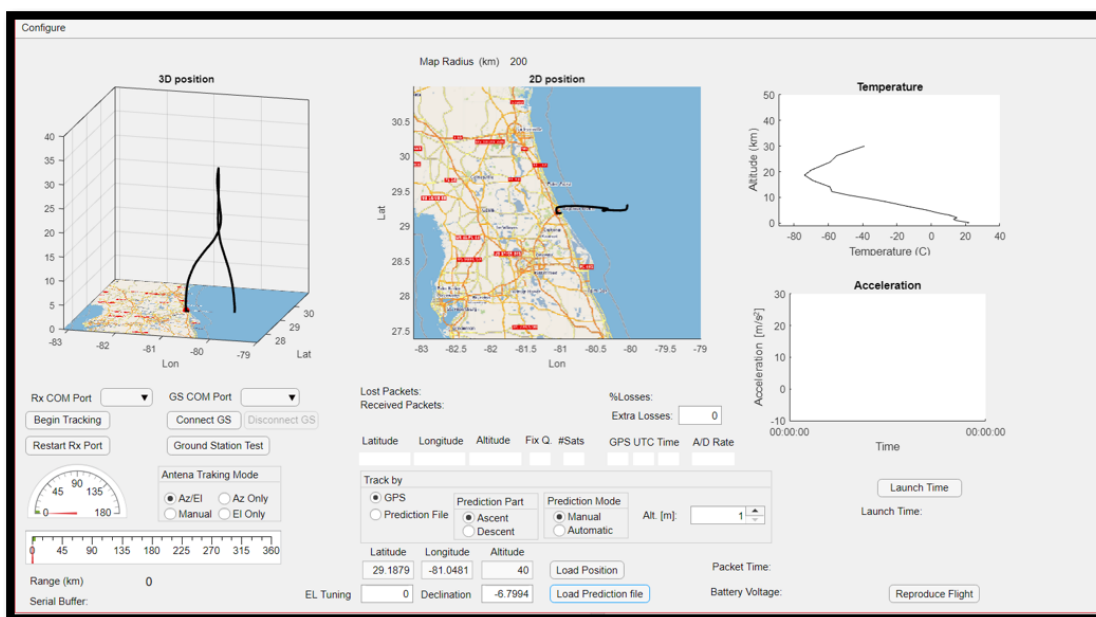 Configure
Map Radius (km) 200
3D position
2D position
Temperature
40
35
30
25
20
15
10
5
0
-83
-82
-81
-80
-79
Lon
28
29
30
Lat
30.5
30
29.5
29
28.5
28
27.5
Lat
-83
-82.5
-82
-81.5
-81
-80.5
-80
-79.5
-79
Lon
50
40
30
20
10
0
Altitude (km)
-80
-60
-40
-20
0
20
40
Temperature (C)
Acceleration
30
20
10
0
-10
Acceleration [m/s²]
00:00:00
00:00:00
Time
Rx COM Port
GS COM Port
Begin Tracking
Connect GS
Disconnect GS
Restart Rx Port
Ground Station Test
Lost Packets:
Received Packets:
%Losses:
Extra Losses: 0
Latitude Longitude Altitude Fix Q. #Sats GPS UTC Time A/D Rate
0
45
90
135
180
Antena Traking Mode
Az/El
Az Only
Manual
El Only
Track by
GPS
Prediction File
Prediction Part
Ascent
Descent
Prediction Mode
Manual
Automatic
Alt. [m]: 1
Launch Time
Launch Time:
0 45 90 135 180 225 270 315 360
Range (km) 0
Serial Buffer:
Latitude Longitude Altitude
29.1879 -81.0481 40 Load Position
EL Tuning 0 Declination -6.7994 Load Prediction file
Packet Time:
Battery Voltage:
Reproduce Flight